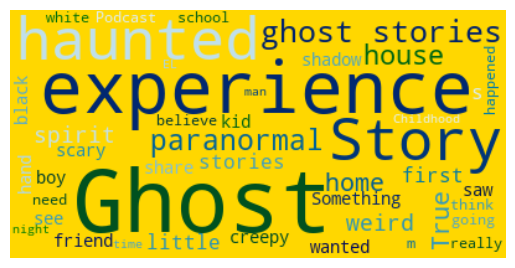 white Podcast school
haunted ghost stories
shadow house
experience
black
happened
man
s
believe kid
Childhood
spirit paranormal Story
scary
share stories
hand
boy
Ghost home first
Something saw
need
see
True think
weird going
night
friend time little creepy wanted m really